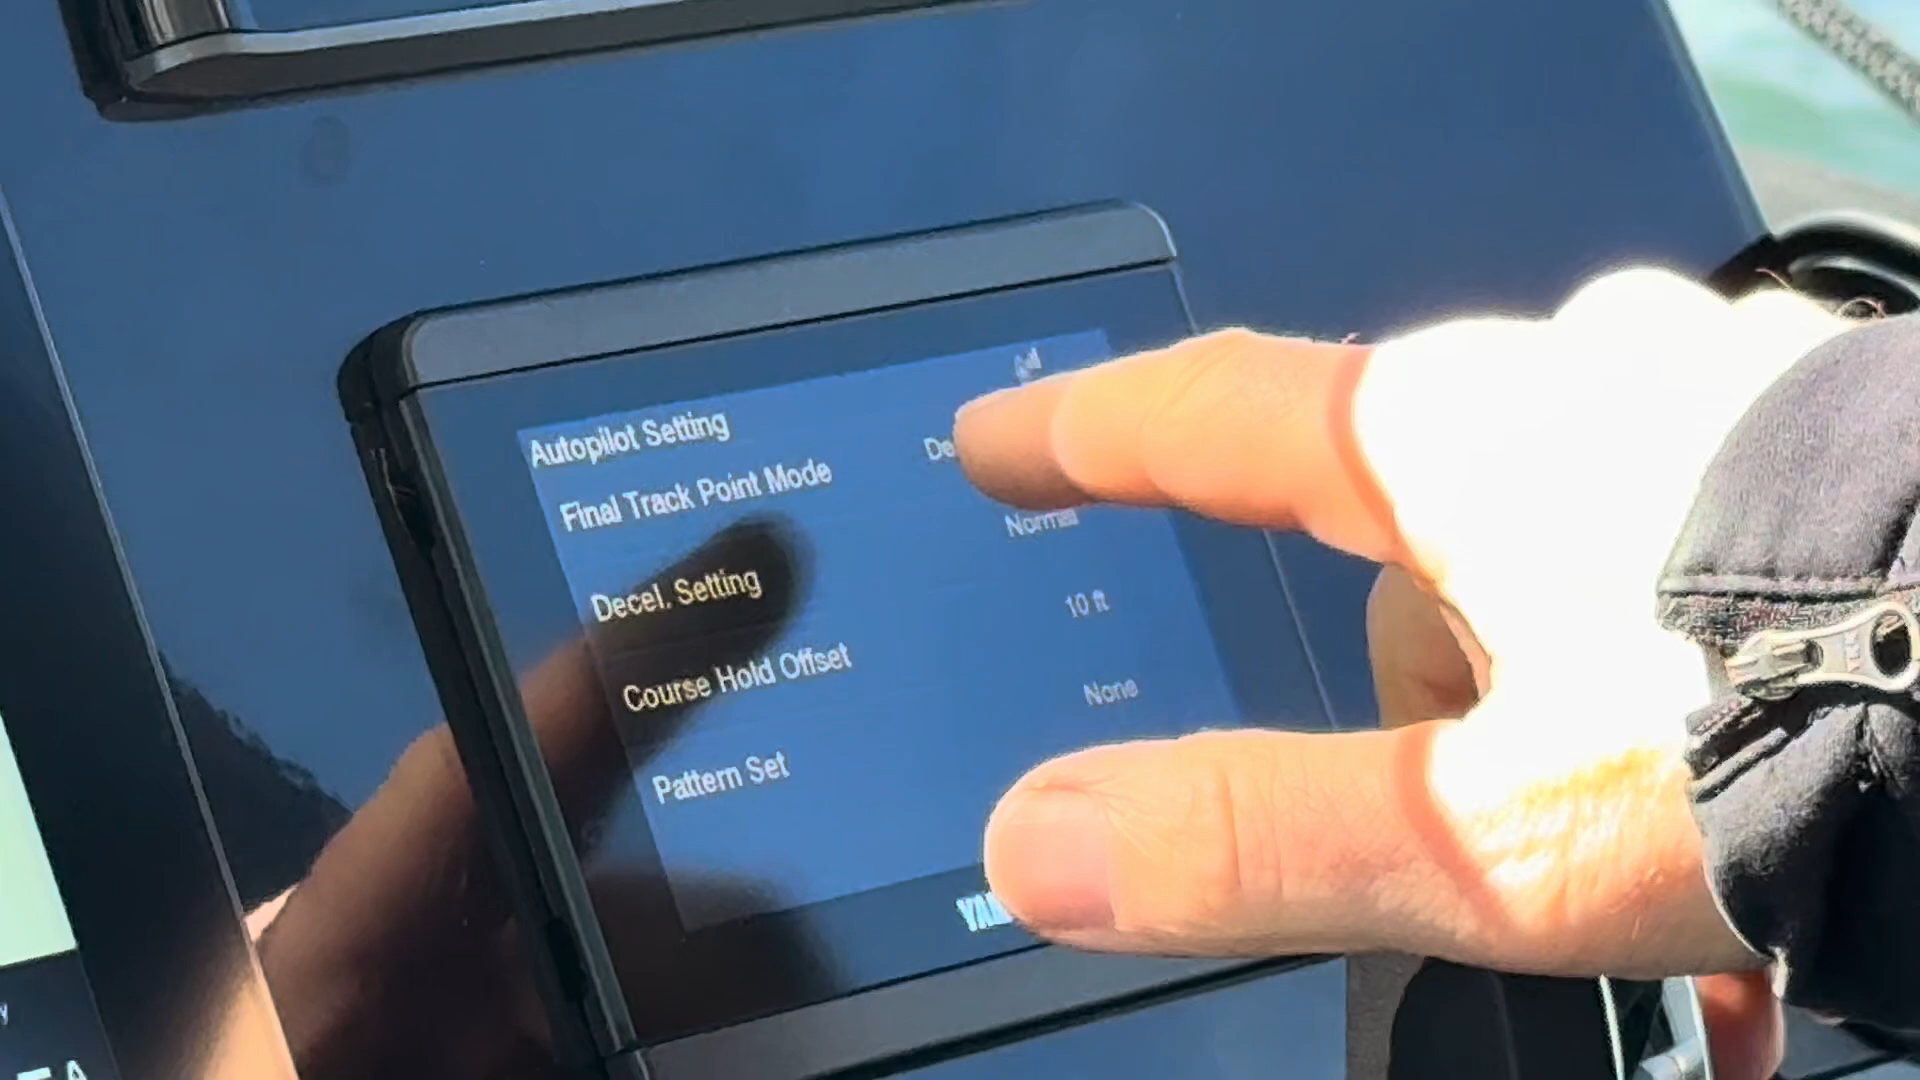 Autopilot Setting
Final Track Point Mode
Decel. Setting Normal
Course Hold Offset 10 ft
Pattern Set None